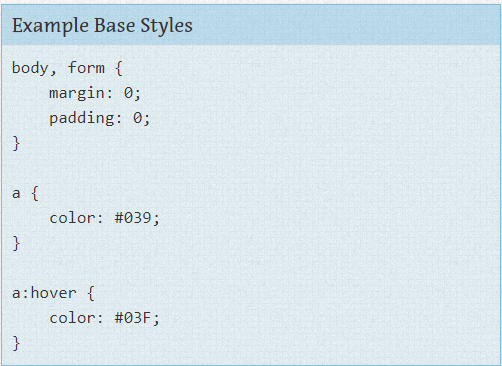 Example Base Styles
body, form {
    margin: 0;
    padding: 0;
}

a {
    color: #039;
}

a:hover {
    color: #03F;
}